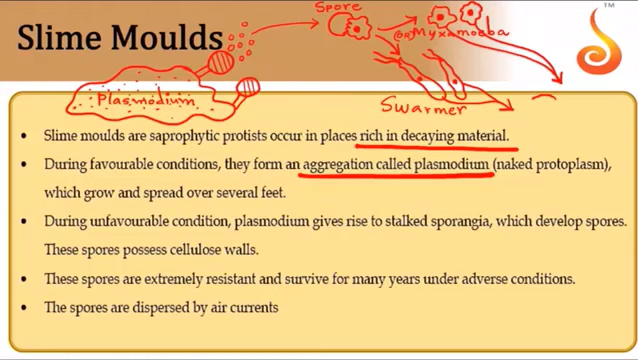 Spore
TM
Slime Moulds
(OR) Myxamoeba
Plasmodium
Swarmer
• Slime moulds are saprophytic protists occur in places rich in decaying material.
• During favourable conditions, they form an aggregation called plasmodium (naked protoplasm),
which grow and spread over several feet.
• During unfavourable condition, plasmodium gives rise to stalked sporangia, which develop spores.
These spores possess cellulose walls.
• These spores are extremely resistant and survive for many years under adverse conditions.
• The spores are dispersed by air currents